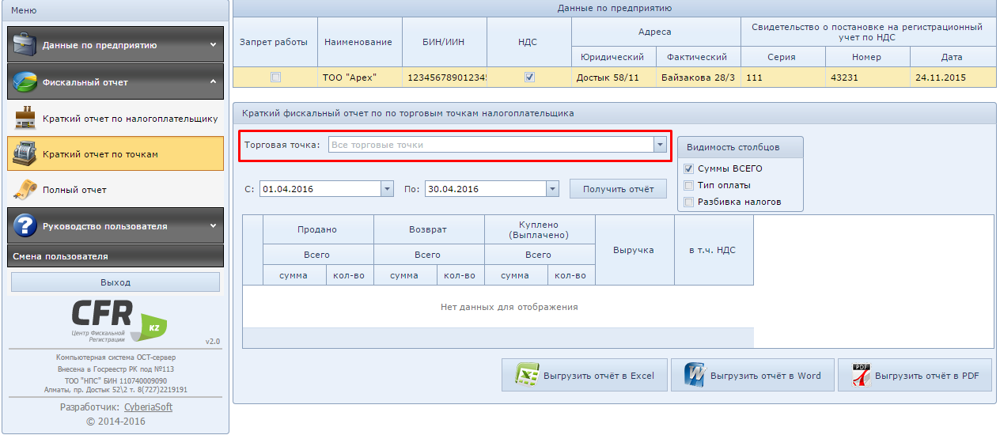 Меню
Данные по предприятию
Фискальный отчет
Краткий отчет по налогоплательщику
Краткий отчет по точкам
Полный отчет
Руководство пользователя
Смена пользователя
Выход
CFR KZ
Центр Фискальной
Регистрации
v2.0
Компьютерная система ОСТ-сервер
Внесена в Госреестр РК под №113
ТОО "НПС" БИН 110740009090
Алматы, пр. Достык 52\2 т. 8(727)2219191
Разработчик: CyberiaSoft
© 2014-2016
Данные по предприятию
Запрет работы Наименование БИН/ИИН НДС Адреса Свидетельство о постановке на регистрационный
учет по НДС
Юридический Фактический Серия Номер Дата
ТОО "Арех" 123456789012345 Достык 58/11 Байзакова 28/3 111 43231 24.11.2015
Краткий фискальный отчет по по торговым точкам налогоплательщика
Торговая точка: Все торговые точки
Видимость столбцов
Суммы ВСЕГО
Тип оплаты
Разбивка налогов
С: 01.04.2016 По: 30.04.2016 Получить отчёт
Продано Возврат Куплено
(Выплачено) Выручка в т.ч. НДС
Всего Всего Всего
сумма кол-во сумма кол-во сумма кол-во
Нет данных для отображения
Выгрузить отчёт в Excel Выгрузить отчёт в Word Выгрузить отчёт в PDF